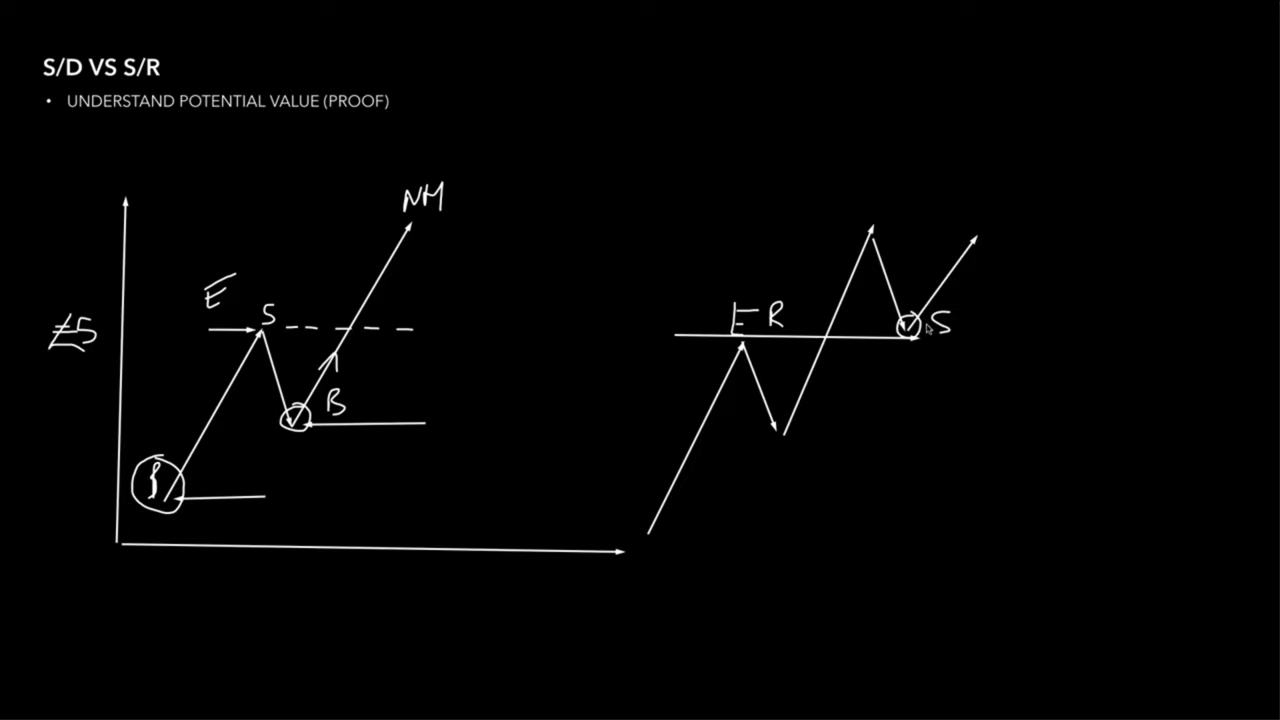 S/D VS S/R
• UNDERSTAND POTENTIAL VALUE (PROOF)
NM
E
S
£5
B
E R
S